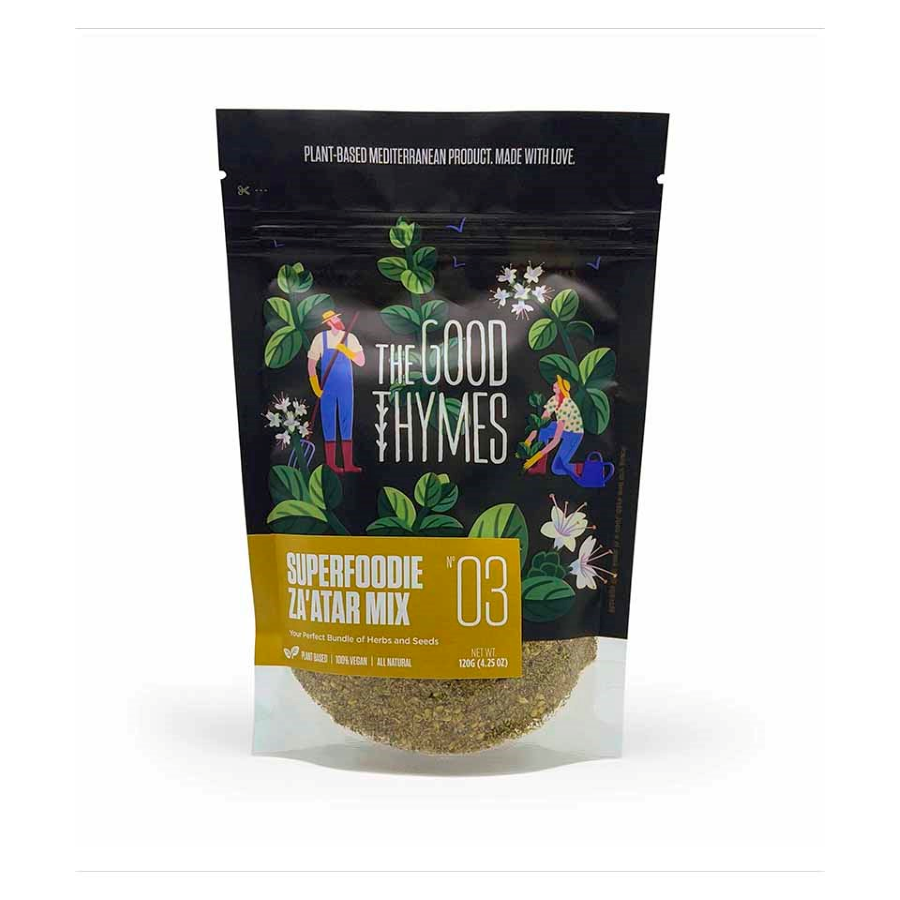 PLANT-BASED MEDITERRANEAN PRODUCT. MADE WITH LOVE.
THE GOOD
THYMES
SUPERFOODIE
ZA'ATAR MIX
Nº 03
Your Perfect Bundle of Herbs and Seeds
PLANT BASED | 100% VEGAN | ALL NATURAL
NET WT.
120G (4.25 OZ)